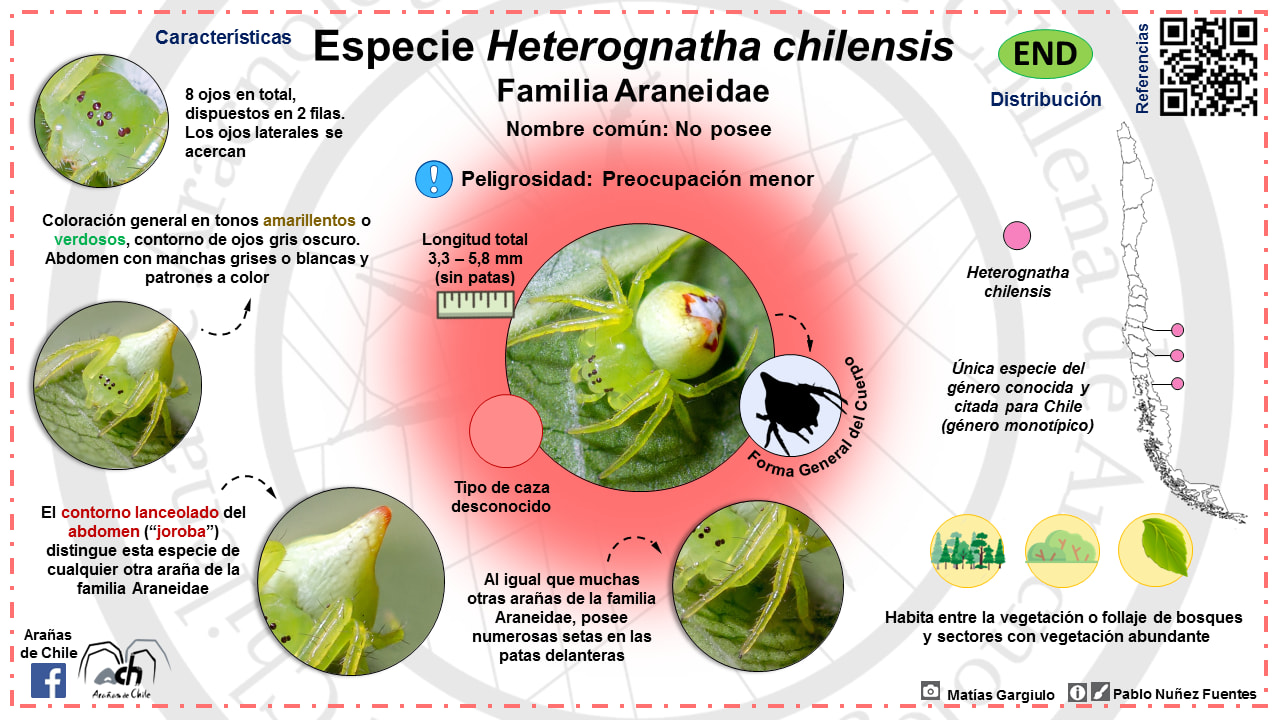 Características
Especie Heterognatha chilensis
Familia Araneidae
Nombre común: No posee
Peligrosidad: Preocupación menor
END
Distribución
Referencias
8 ojos en total,
dispuestos en 2 filas.
Los ojos laterales se
acercan
Coloración general en tonos amarillentos o
verdosos, contorno de ojos gris oscuro.
Abdomen con manchas grises o blancas y
patrones a color
Longitud total
3,3 – 5,8 mm
(sin patas)
Forma General del Cuerpo
Tipo de caza
desconocido
Heterognatha
chilensis
Única especie del
género conocida y
citada para Chile
(género monotípico)
El contorno lanceolado del
abdomen (“joroba”)
distingue esta especie de
cualquier otra araña de la
familia Araneidae
Al igual que muchas
otras arañas de la familia
Araneidae, posee
numerosas setas en las
patas delanteras
Habita entre la vegetación o follaje de bosques
y sectores con vegetación abundante
Arañas
de Chile
ach
Arañas de Chile
Matías Gargiulo
Pablo Nuñez Fuentes